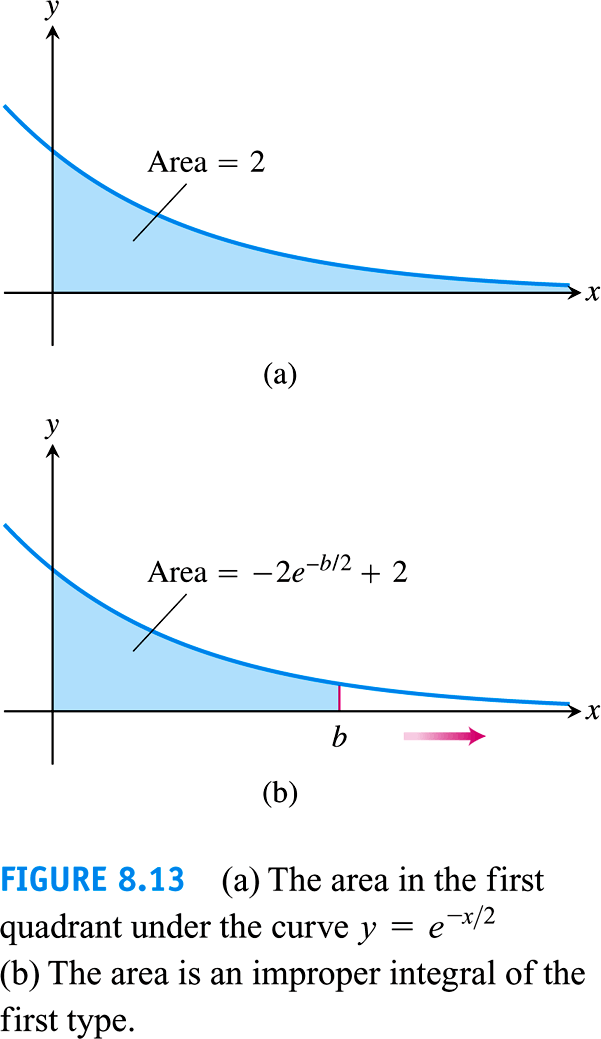 y
Area = 2
x
(a)
y
Area = −2e^{−b/2} + 2
x
b
(b)
FIGURE 8.13 (a) The area in the first
quadrant under the curve y = e^{−x/2}
(b) The area is an improper integral of the
first type.